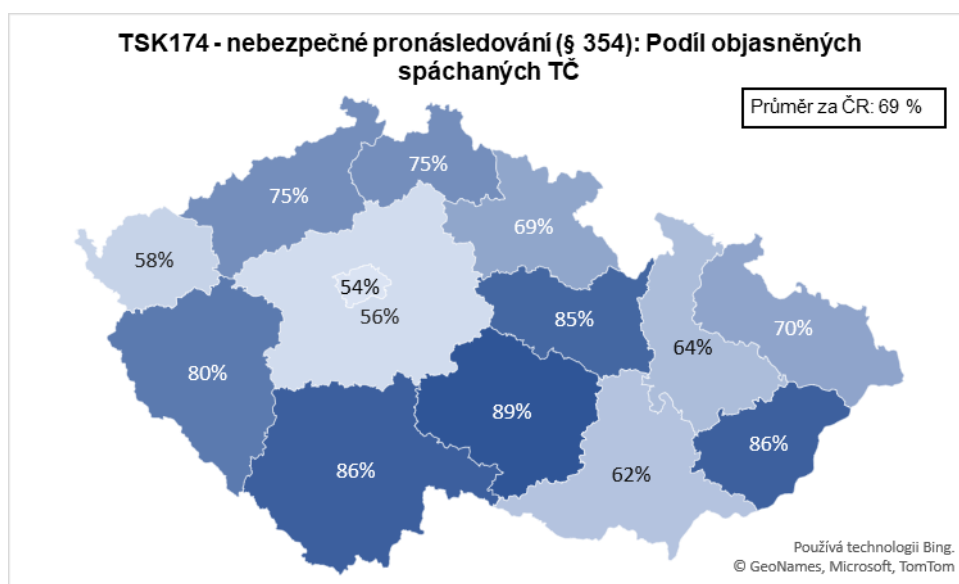 TSK174 - nebezpečné pronásledování (§ 354): Podíl objasněných
spáchaných TČ
Průměr za ČR: 69 %
75%
75%
69%
58%
54%
56%
85%
70%
64%
80%
89%
86%
86%
62%
Používá technologii Bing.
© GeoNames, Microsoft, TomTom